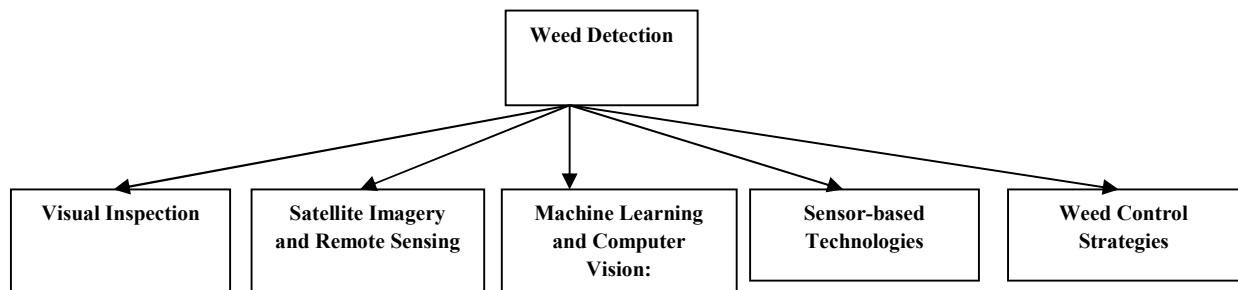 Weed Detection
Visual Inspection
Satellite Imagery
and Remote Sensing
Machine Learning
and Computer
Vision:
Sensor-based
Technologies
Weed Control
Strategies